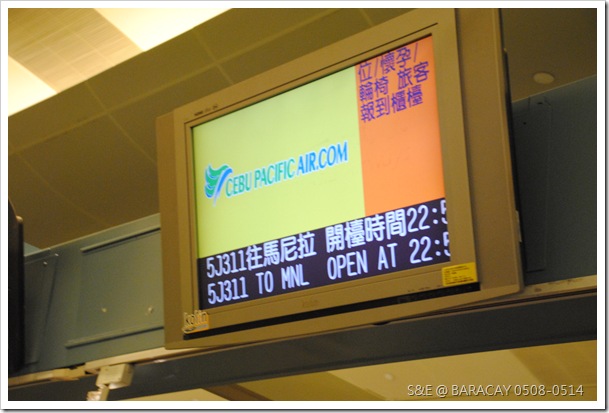 位/懷孕/
輪椅 旅客
報到櫃檯
CEBU PACIFIC AIR.COM
5J311往馬尼拉 開檯時間22:5
5J311 TO MNL OPEN AT 22:5
kolin
S&E @ BARACAY 0508-0514